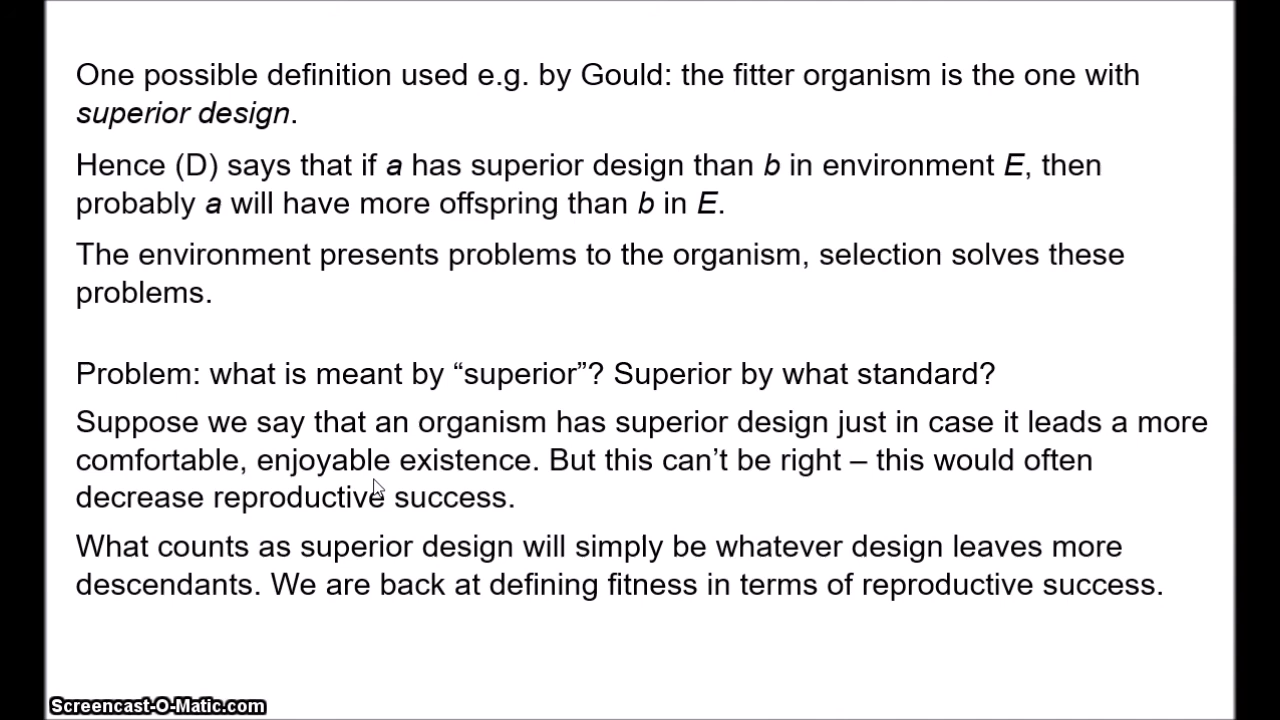 One possible definition used e.g. by Gould: the fitter organism is the one with
superior design.
Hence (D) says that if a has superior design than b in environment E, then
probably a will have more offspring than b in E.
The environment presents problems to the organism, selection solves these
problems.
Problem: what is meant by “superior”? Superior by what standard?
Suppose we say that an organism has superior design just in case it leads a more
comfortable, enjoyable existence. But this can’t be right – this would often
decrease reproductive success.
What counts as superior design will simply be whatever design leaves more
descendants. We are back at defining fitness in terms of reproductive success.
Screencast-O-Matic.com